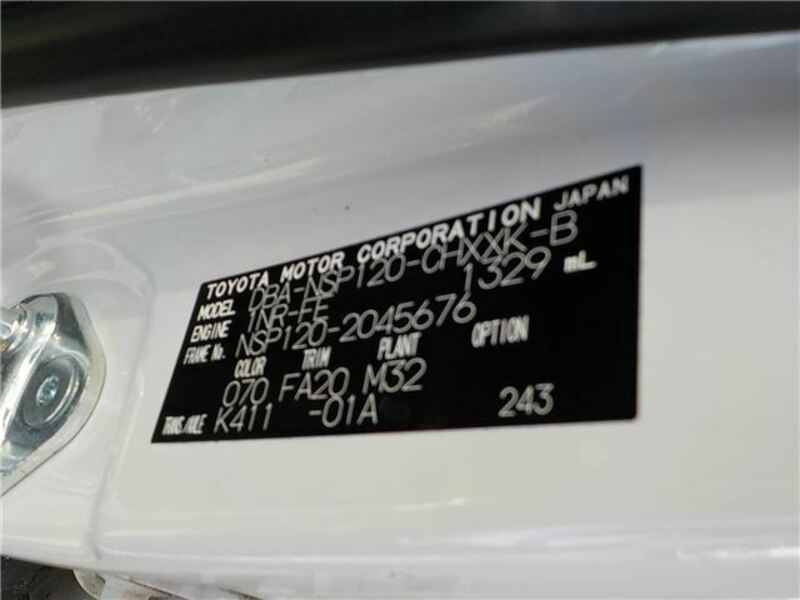 TOYOTA MOTOR CORPORATION JAPAN
MODEL DBA-NSP120-CHXXK-B
ENGINE 1NR-FE 1329 mL
FRAME No. NSP120-2045676
COLOR TRIM PLANT OPTION
070 FA20 M32
TRANS/AXLE K411 -01A 243